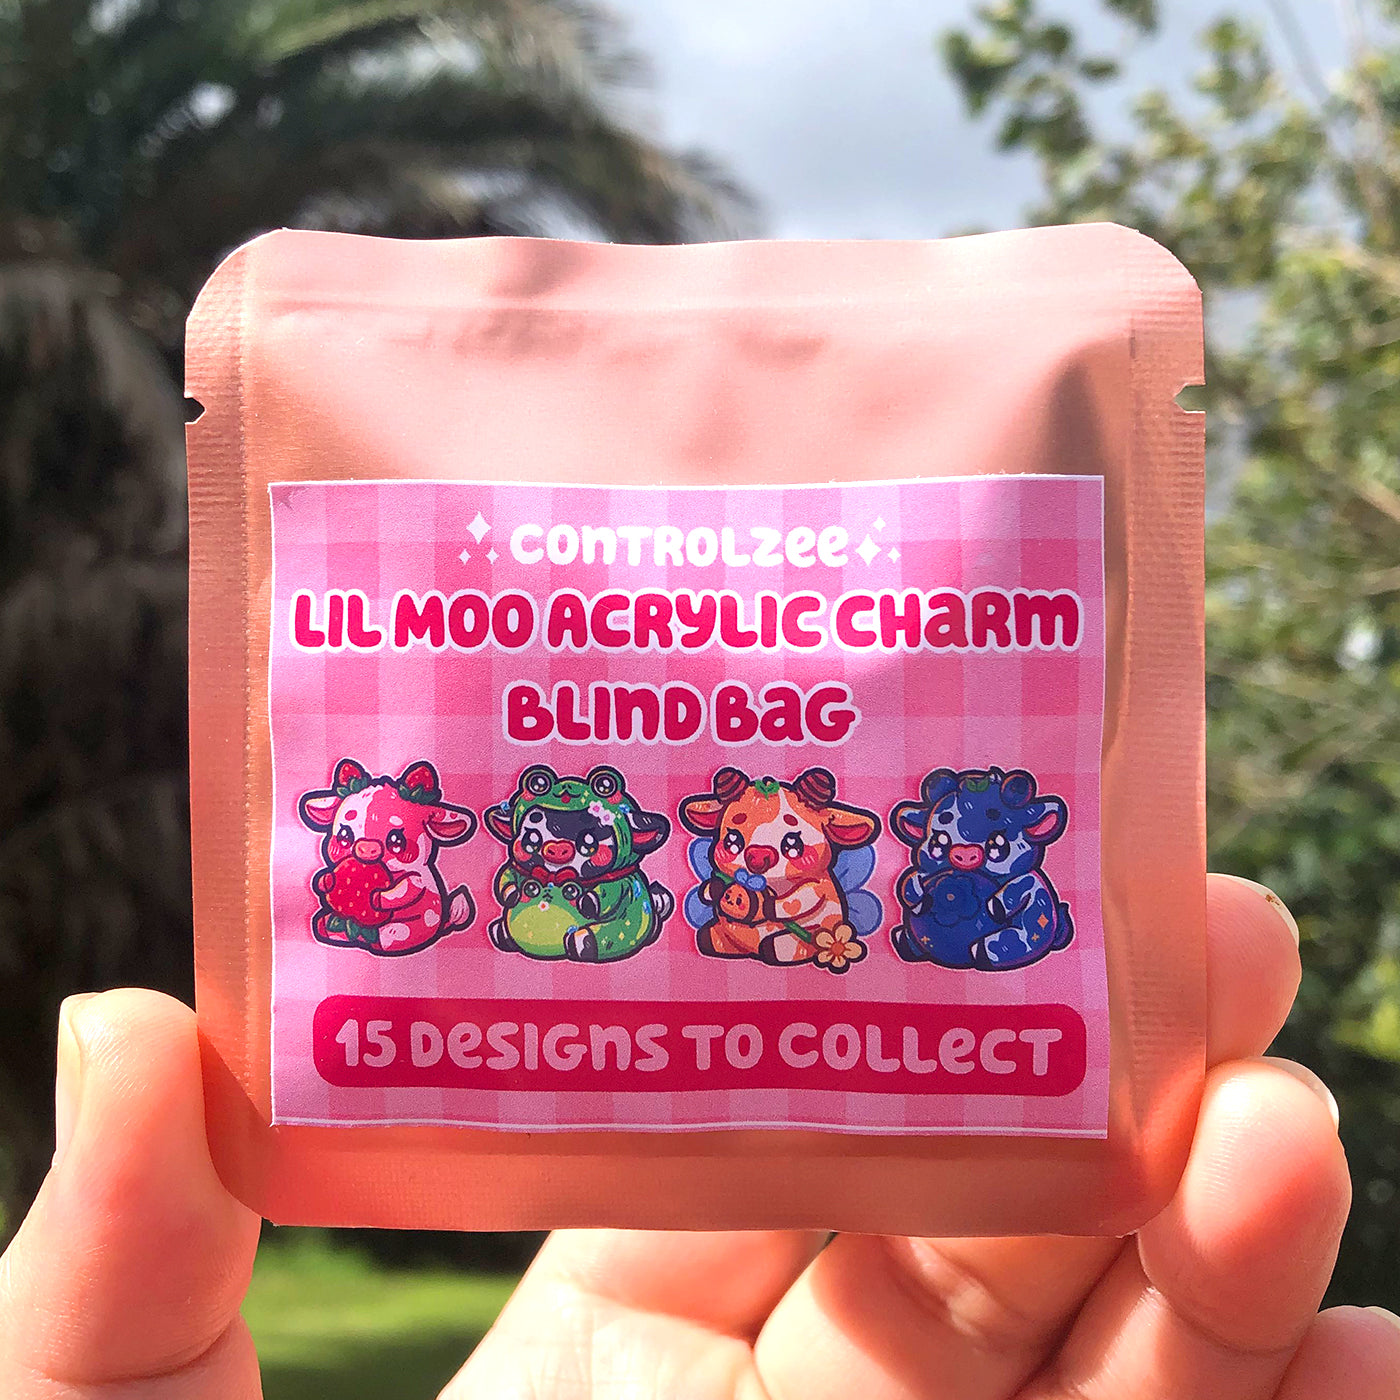 CONTROLZee
LIL MOO ACRYLIC CHaRm
BLInD BaG
15 DesIGns TO COLLecT